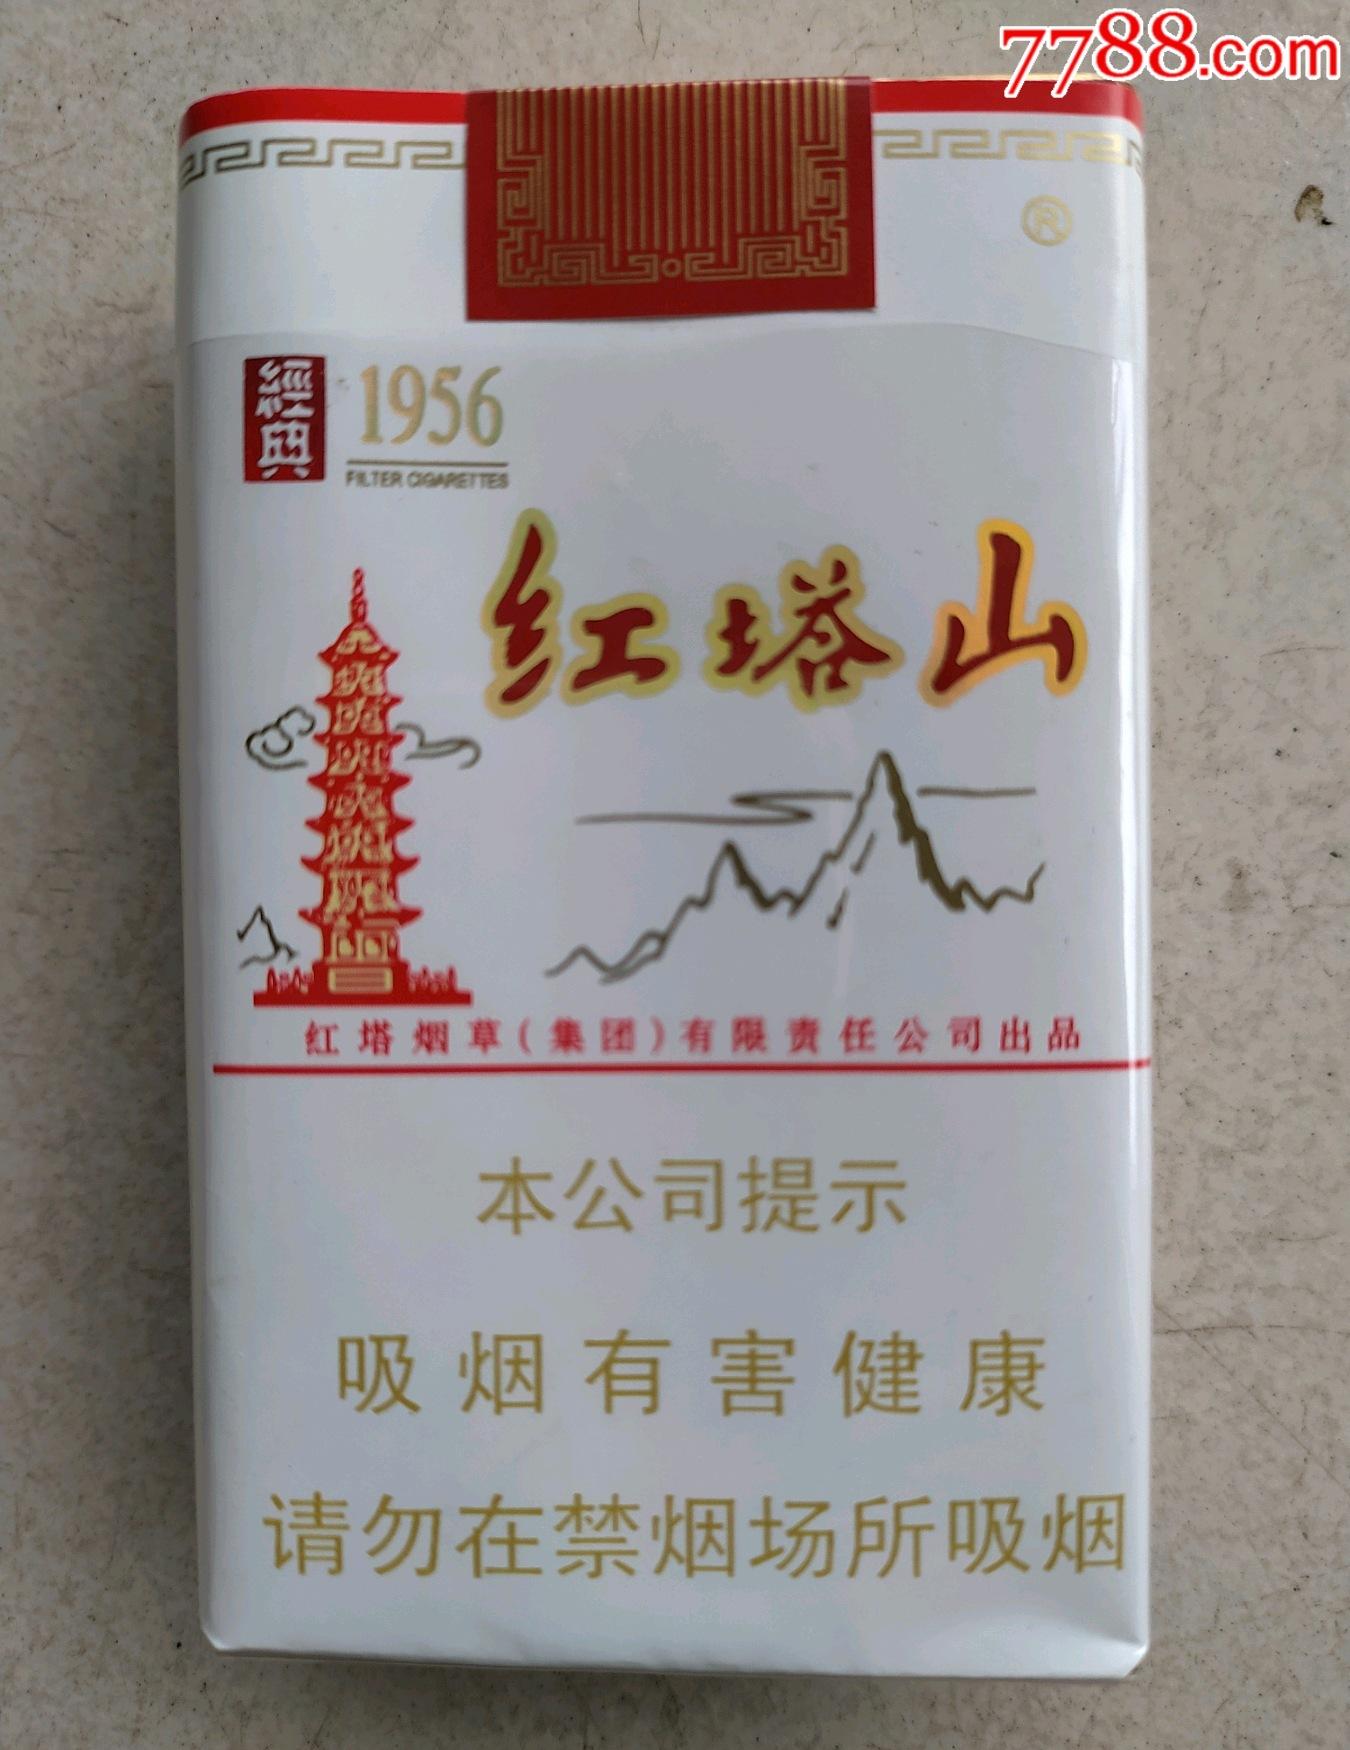 7788.com
®
經典
1956
FILTER CIGARETTES
红塔山
红塔烟草(集团)有限责任公司出品
本公司提示
吸烟有害健康
请勿在禁烟场所吸烟